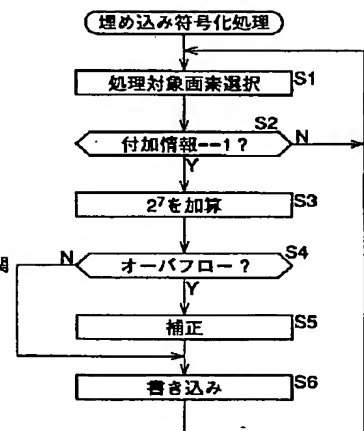 埋め込み符号化処理
処理対象画素選択 S1
S2
付加情報--1？ N
Y
2⁷を加算 S3
N オーバフロー？ S4
Y
補正 S5
書き込み S6